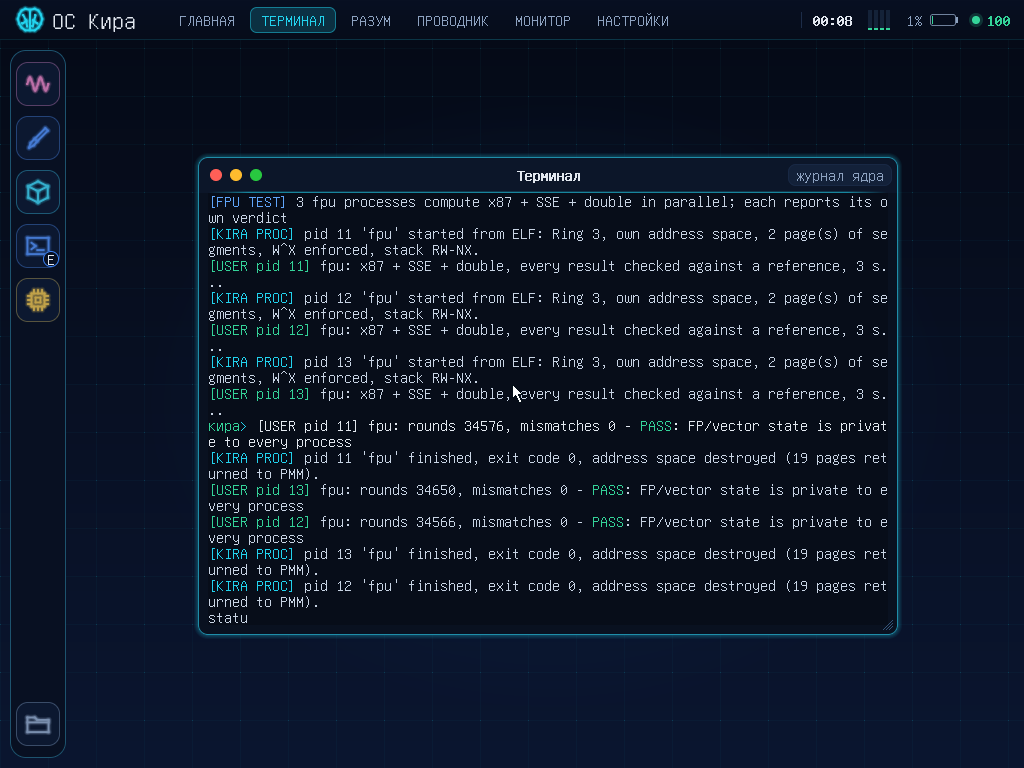 ОС Кира
ГЛАВНАЯ ТЕРМИНАЛ РАЗУМ ПРОВОДНИК МОНИТОР НАСТРОЙКИ 00:08 1% 100
Терминал журнал ядра
[FPU TEST] 3 fpu processes compute x87 + SSE + double in parallel; each reports its o
wn verdict
[KIRA PROC] pid 11 'fpu' started from ELF: Ring 3, own address space, 2 page(s) of se
gments, W^X enforced, stack RW-NX.
[USER pid 11] fpu: x87 + SSE + double, every result checked against a reference, 3 s.
..
[KIRA PROC] pid 12 'fpu' started from ELF: Ring 3, own address space, 2 page(s) of se
gments, W^X enforced, stack RW-NX.
[USER pid 12] fpu: x87 + SSE + double, every result checked against a reference, 3 s.
..
[KIRA PROC] pid 13 'fpu' started from ELF: Ring 3, own address space, 2 page(s) of se
gments, W^X enforced, stack RW-NX.
[USER pid 13] fpu: x87 + SSE + double, every result checked against a reference, 3 s.
..
кира> [USER pid 11] fpu: rounds 34576, mismatches 0 - PASS: FP/vector state is privat
e to every process
[KIRA PROC] pid 11 'fpu' finished, exit code 0, address space destroyed (19 pages ret
urned to PMM).
[USER pid 13] fpu: rounds 34650, mismatches 0 - PASS: FP/vector state is private to e
very process
[USER pid 12] fpu: rounds 34566, mismatches 0 - PASS: FP/vector state is private to e
very process
[KIRA PROC] pid 13 'fpu' finished, exit code 0, address space destroyed (19 pages ret
urned to PMM).
[KIRA PROC] pid 12 'fpu' finished, exit code 0, address space destroyed (19 pages ret
urned to PMM).
statu
E